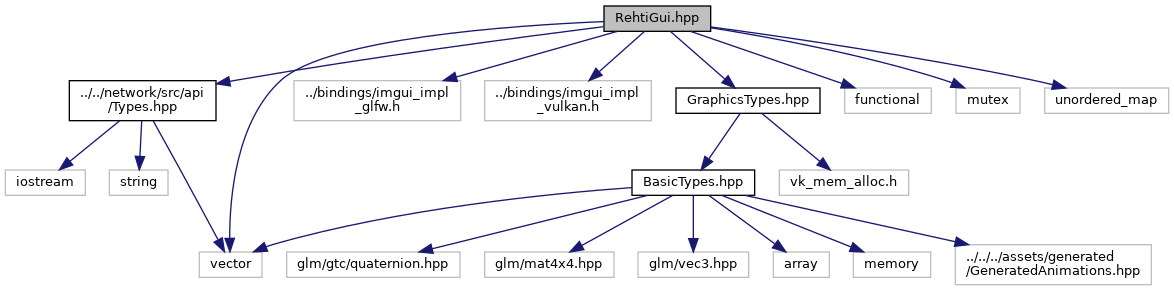 RehtiGui.hpp
../../network/src/api
/Types.hpp
../bindings/imgui_impl
_glfw.h
../bindings/imgui_impl
_vulkan.h
GraphicsTypes.hpp
functional
mutex
unordered_map
iostream
string
BasicTypes.hpp
vk_mem_alloc.h
vector
glm/gtc/quaternion.hpp
glm/mat4x4.hpp
glm/vec3.hpp
array
memory
../../../assets/generated
/GeneratedAnimations.hpp